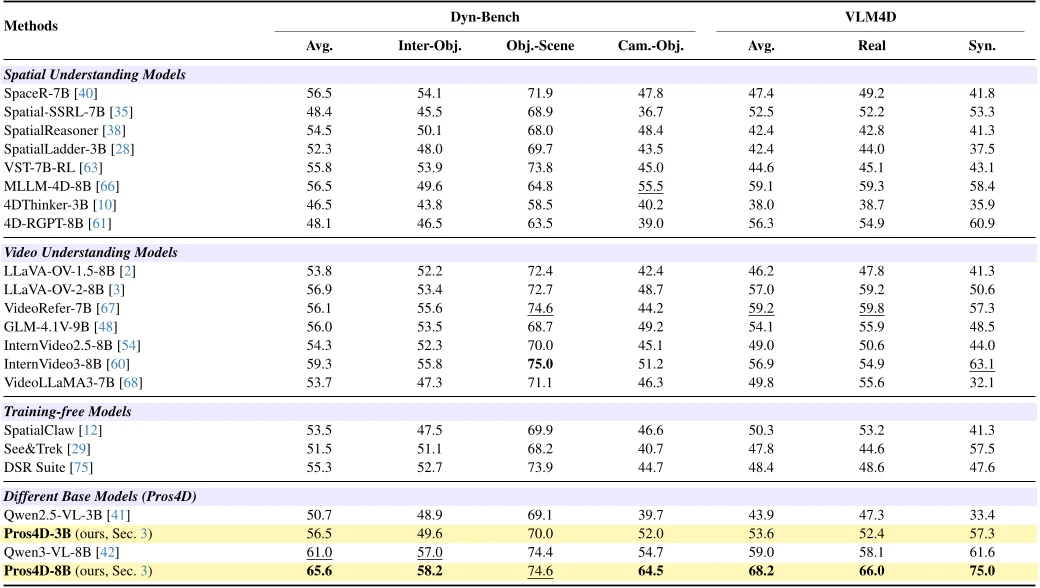 Methods Dyn-Bench VLM4D
Avg. Inter-Obj. Obj.-Scene Cam.-Obj. Avg. Real Syn.
Spatial Understanding Models
SpaceR-7B [40] 56.5 54.1 71.9 47.8 47.4 49.2 41.8
Spatial-SSRL-7B [35] 48.4 45.5 68.9 36.7 52.5 52.2 53.3
SpatialReasoner [38] 54.5 50.1 68.0 48.4 42.4 42.8 41.3
SpatialLadder-3B [28] 52.3 48.0 69.7 43.5 42.4 44.0 37.5
VST-7B-RL [63] 55.8 53.9 73.8 45.0 44.6 45.1 43.1
MLLM-4D-8B [66] 56.5 49.6 64.8 55.5 59.1 59.3 58.4
4DThinker-3B [10] 46.5 43.8 58.5 40.2 38.0 38.7 35.9
4D-RGPT-8B [61] 48.1 46.5 63.5 39.0 56.3 54.9 60.9
Video Understanding Models
LLaVA-OV-1.5-8B [2] 53.8 52.2 72.4 42.4 46.2 47.8 41.3
LLaVA-OV-2-8B [3] 56.9 53.4 72.7 48.7 57.0 59.2 50.6
VideoRefer-7B [67] 56.1 55.6 74.6 44.2 59.2 59.8 57.3
GLM-4.1V-9B [48] 56.0 53.5 68.7 49.2 54.1 55.9 48.5
InternVideo2.5-8B [54] 54.3 52.3 70.0 45.1 49.0 50.6 44.0
InternVideo3-8B [60] 59.3 55.8 75.0 51.2 56.9 54.9 63.1
VideoLLaMA3-7B [68] 53.7 47.3 71.1 46.3 49.8 55.6 32.1
Training-free Models
SpatialClaw [12] 53.5 47.5 69.9 46.6 50.3 53.2 41.3
See&Trek [29] 51.5 51.1 68.2 40.7 47.8 44.6 57.5
DSR Suite [75] 55.3 52.7 73.9 44.7 48.4 48.6 47.6
Different Base Models (Pros4D)
Qwen2.5-VL-3B [41] 50.7 48.9 69.1 39.7 43.9 47.3 33.4
Pros4D-3B (ours, Sec. 3) 56.5 49.6 70.0 52.0 53.6 52.4 57.3
Qwen3-VL-8B [42] 61.0 57.0 74.4 54.7 59.0 58.1 61.6
Pros4D-8B (ours, Sec. 3) 65.6 58.2 74.6 64.5 68.2 66.0 75.0